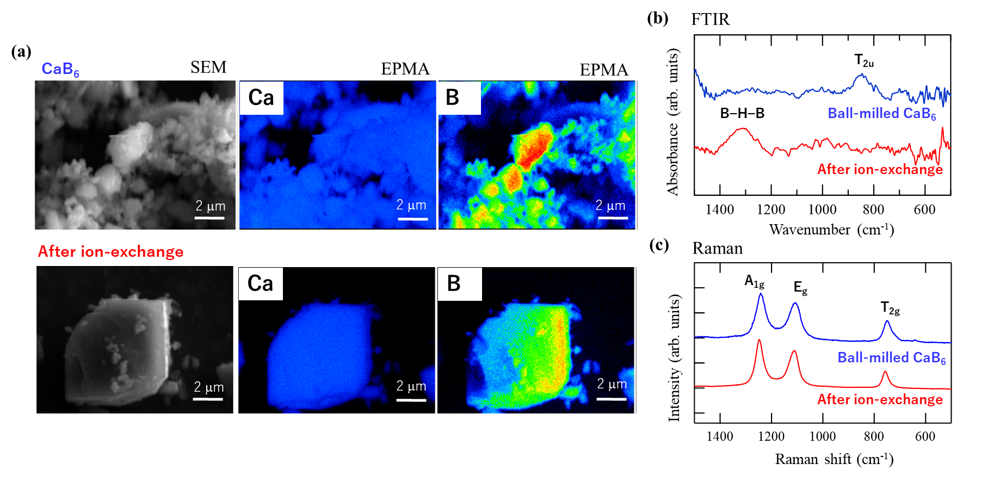 (a)
CaB6
SEM
EPMA
EPMA
Ca
B
2 μm
2 μm
2 μm
After ion-exchange
Ca
B
2 μm
2 μm
2 μm
(b) FTIR
Absorbance (arb. units)
T2u
B–H–B
Ball-milled CaB6
After ion-exchange
1400 1200 1000 800 600
Wavenumber (cm-1)
(c) Raman
Intensity (arb. units)
A1g
Eg
T2g
Ball-milled CaB6
After ion-exchange
1400 1200 1000 800 600
Raman shift (cm-1)